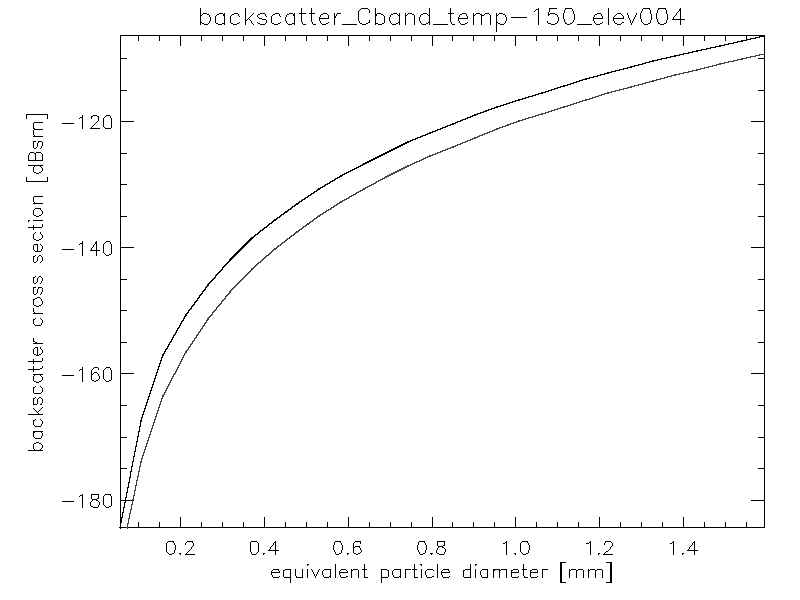 backscatter_Cband_temp-150_elev004
backscatter cross section [dBsm]
-120
-140
-160
-180
0.2 0.4 0.6 0.8 1.0 1.2 1.4
equivalent particle diameter [mm]